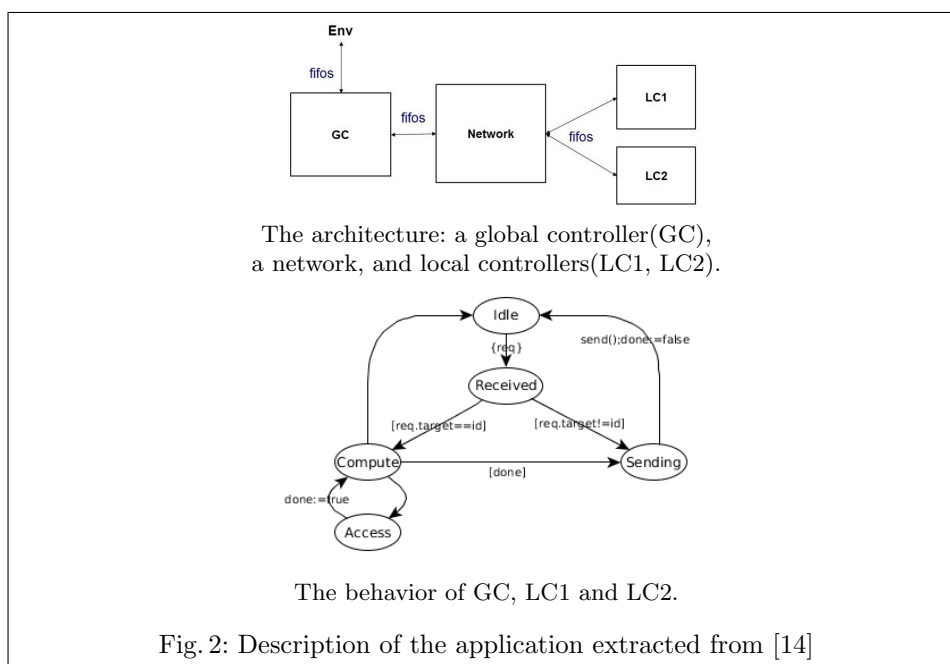 Env
fifos
fifos
GC
Network
fifos
LC1
LC2
The architecture: a global controller(GC),
a network, and local controllers(LC1, LC2).
Idle
{req}
send();done:=false
Received
[req.target==id]
[req.target!=id]
Compute
[done]
Sending
done:=true
Access
The behavior of GC, LC1 and LC2.
Fig. 2: Description of the application extracted from [14]